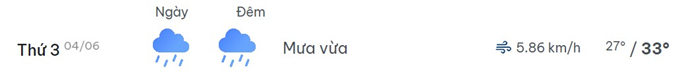 Ngày Đêm
Thứ 3 04/06 Mưa vừa 5.86 km/h 27° / 33°